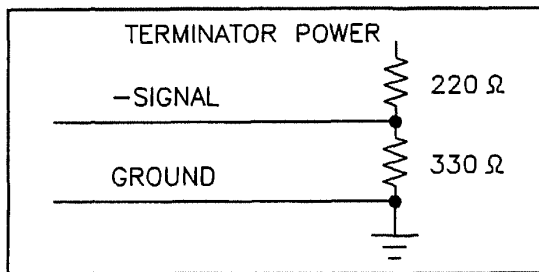 TERMINATOR POWER
220 Ω
−SIGNAL
330 Ω
GROUND